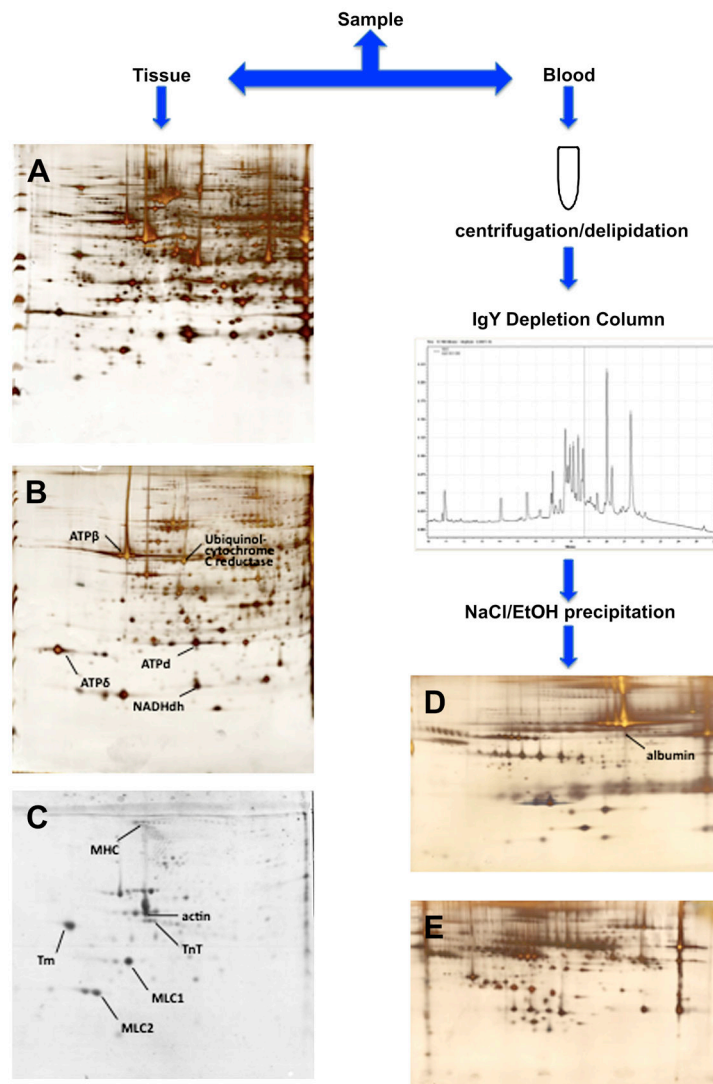 Sample
Tissue
Blood
A
centrifugation/delipidation
IgY Depletion Column
B
ATPβ
Ubiquinol-
cytochrome
C reductase
ATPδ
ATPd
NADHdh
NaCl/EtOH precipitation
C
MHC
actin
TnT
Tm
MLC1
MLC2
D
albumin
E